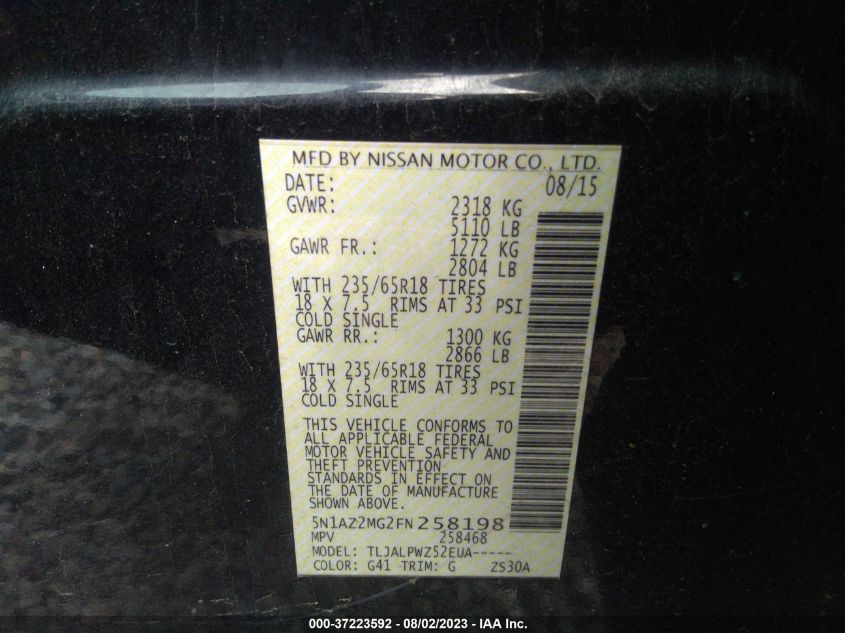 MFD BY NISSAN MOTOR CO., LTD.
DATE: 08/15
GVWR: 2318 KG
5110 LB
GAWR FR.: 1272 KG
2804 LB
WITH 235/65R18 TIRES
18 X 7.5 RIMS AT 33 PSI
COLD SINGLE
GAWR RR.: 1300 KG
2866 LB
WITH 235/65R18 TIRES
18 X 7.5 RIMS AT 33 PSI
COLD SINGLE
THIS VEHICLE CONFORMS TO
ALL APPLICABLE FEDERAL
MOTOR VEHICLE SAFETY AND
THEFT PREVENTION
STANDARDS IN EFFECT ON
THE DATE OF MANUFACTURE
SHOWN ABOVE.
5N1AZ2MG2FN258198
MPV 258468
MODEL: TLJALPWZ52EUA-----
COLOR: G41 TRIM: G ZS30A
000-37223592 - 08/02/2023 - IAA Inc.